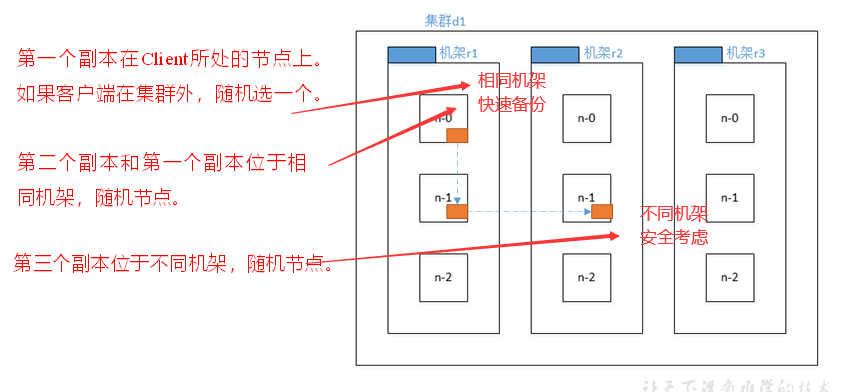 集群d1
机架r1
机架r2
机架r3
第一个副本在Client所处的节点上。
如果客户端在集群外，随机选一个。
相同机架
快速备份
n-0
n-0
n-0
第二个副本和第一个副本位于相
同机架，随机节点。
n-1
n-1
n-1
不同机架
安全考虑
第三个副本位于不同机架，随机节点。
n-2
n-2
n-2